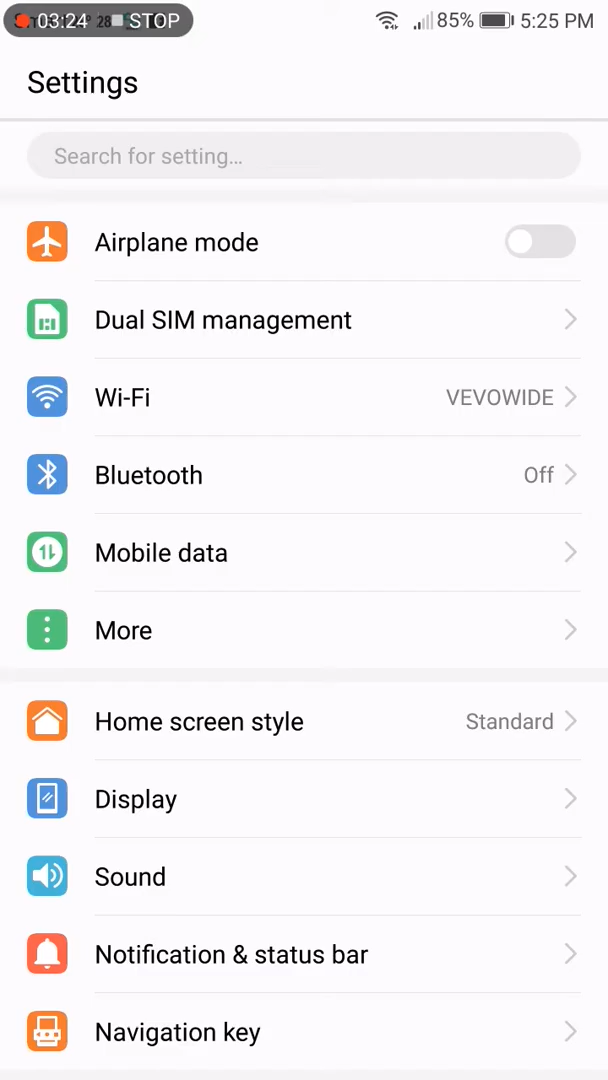 03:24 STOP 85% 5:25 PM
Settings
Search for setting...
Airplane mode
Dual SIM management
Wi-Fi VEVOWIDE
Bluetooth Off
Mobile data
More
Home screen style Standard
Display
Sound
Notification & status bar
Navigation key